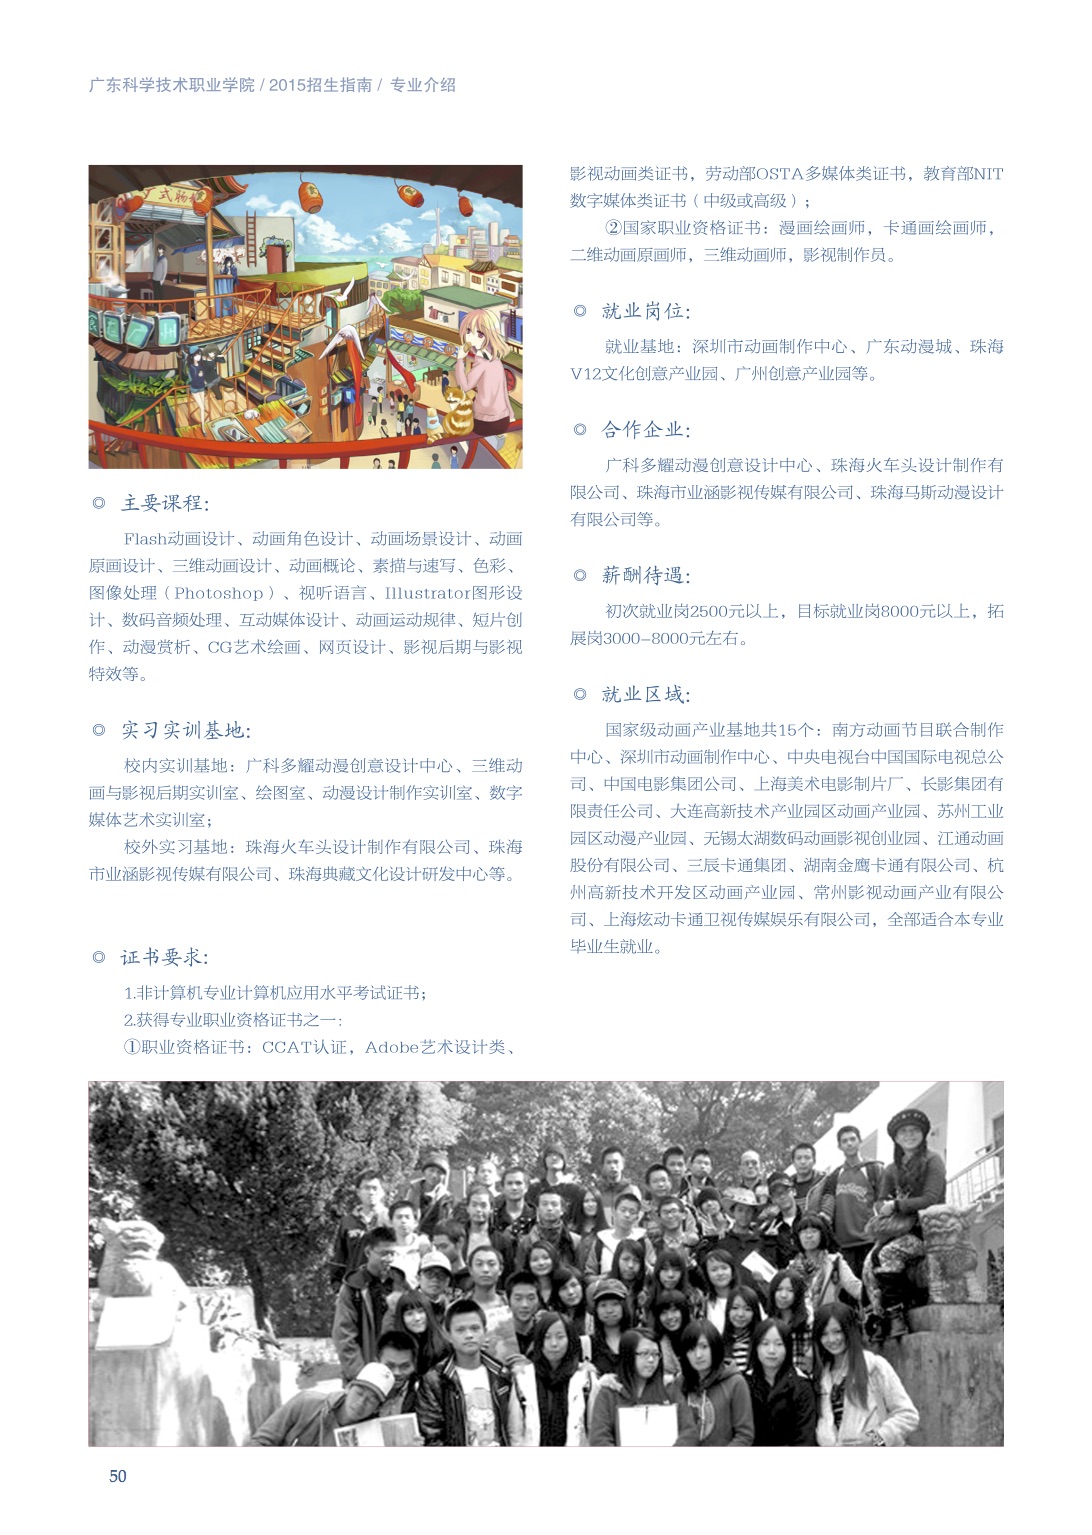 广东科学技术职业学院 / 2015招生指南 / 专业介绍
式肠粉
◎ 主要课程：
Flash动画设计、动画角色设计、动画场景设计、动画
原画设计、三维动画设计、动画概论、素描与速写、色彩、
图像处理（Photoshop）、视听语言、Illustrator图形设
计、数码音频处理、互动媒体设计、动画运动规律、短片创
作、动漫赏析、CG艺术绘画、网页设计、影视后期与影视
特效等。
◎ 实习实训基地：
校内实训基地：广科多耀动漫创意设计中心、三维动
画与影视后期实训室、绘图室、动漫设计制作实训室、数字
媒体艺术实训室；
校外实习基地：珠海火车头设计制作有限公司、珠海
市业涵影视传媒有限公司、珠海典藏文化设计研发中心等。
◎ 证书要求：
1.非计算机专业计算机应用水平考试证书；
2.获得专业职业资格证书之一：
①职业资格证书：CCAT认证，Adobe艺术设计类、
影视动画类证书，劳动部OSTA多媒体类证书，教育部NIT
数字媒体类证书（中级或高级）；
②国家职业资格证书：漫画绘画师，卡通画绘画师，
二维动画原画师，三维动画师，影视制作员。
◎ 就业岗位：
就业基地：深圳市动画制作中心、广东动漫城、珠海
V12文化创意产业园、广州创意产业园等。
◎ 合作企业：
广科多耀动漫创意设计中心、珠海火车头设计制作有
限公司、珠海市业涵影视传媒有限公司、珠海马斯动漫设计
有限公司等。
◎ 薪酬待遇：
初次就业岗2500元以上，目标就业岗8000元以上，拓
展岗3000-8000元左右。
◎ 就业区域：
国家级动画产业基地共15个：南方动画节目联合制作
中心、深圳市动画制作中心、中央电视台中国国际电视总公
司、中国电影集团公司、上海美术电影制片厂、长影集团有
限责任公司、大连高新技术产业园区动画产业园、苏州工业
园区动漫产业园、无锡太湖数码动画影视创业园、江通动画
股份有限公司、三辰卡通集团、湖南金鹰卡通有限公司、杭
州高新技术开发区动画产业园、常州影视动画产业有限公
司、上海炫动卡通卫视传媒娱乐有限公司，全部适合本专业
毕业生就业。
50